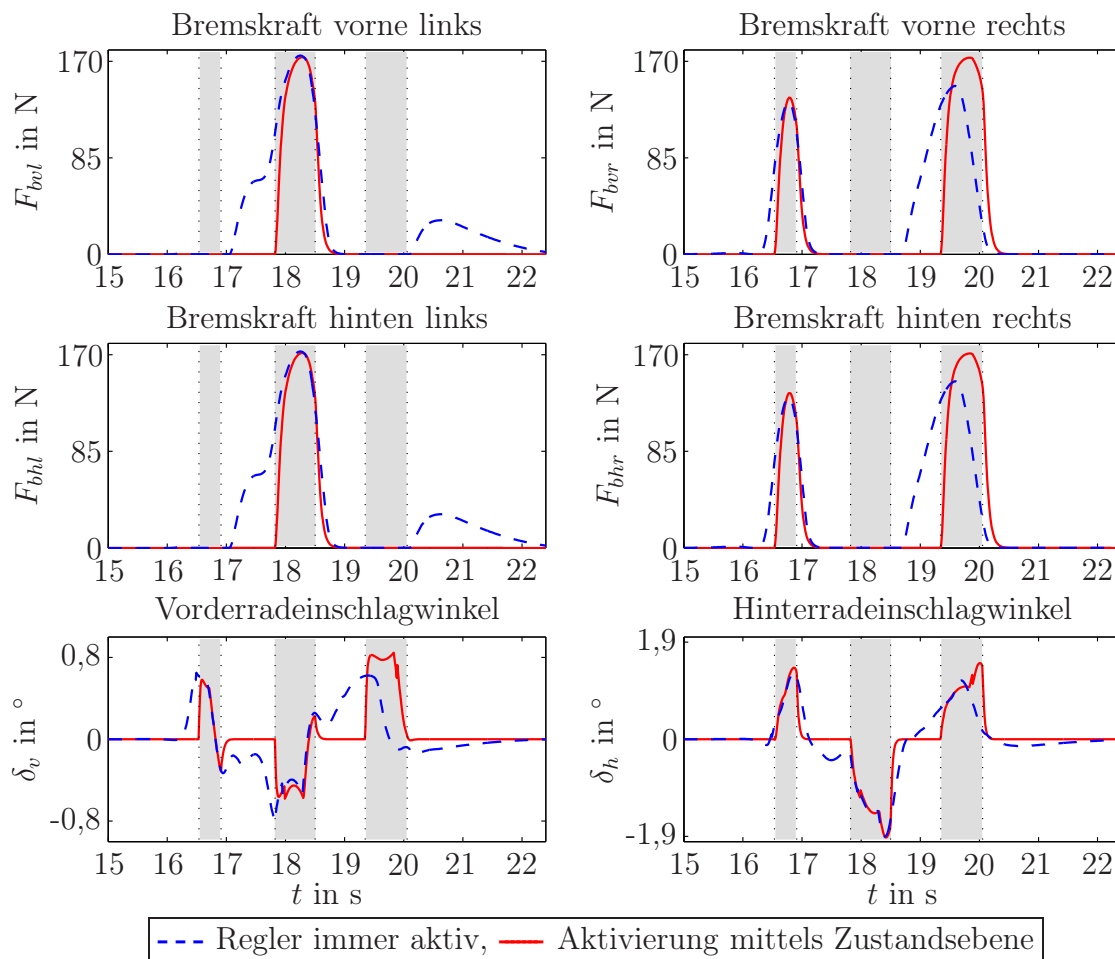 Bremskraft vorne links
Bremskraft vorne rechts
F_bvl in N
170
85
0
15 16 17 18 19 20 21 22
F_bvr in N
170
85
0
15 16 17 18 19 20 21 22
Bremskraft hinten links
Bremskraft hinten rechts
F_bhl in N
170
85
0
15 16 17 18 19 20 21 22
F_bhr in N
170
85
0
15 16 17 18 19 20 21 22
Vorderradeinschlagwinkel
Hinterradeinschlagwinkel
δ_v in °
0,8
0
-0,8
15 16 17 18 19 20 21 22
t in s
δ_h in °
1,9
0
-1,9
15 16 17 18 19 20 21 22
t in s
Regler immer aktiv, Aktivierung mittels Zustandsebene